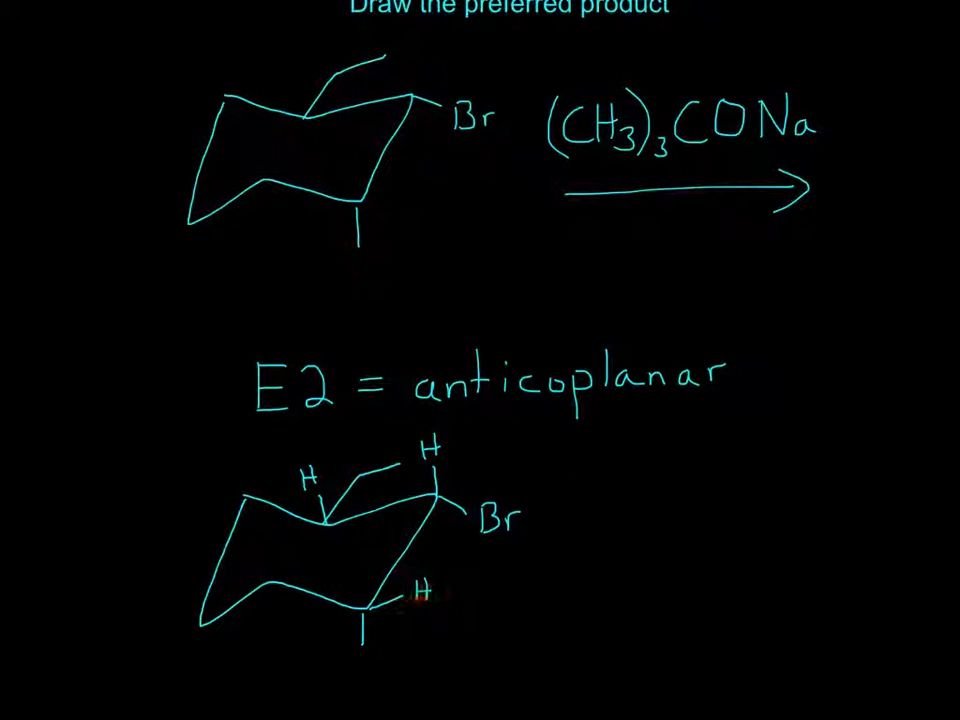 Draw the preferred product
Br (CH3)3CONa
E2 = anticoplanar
H
H
Br
H